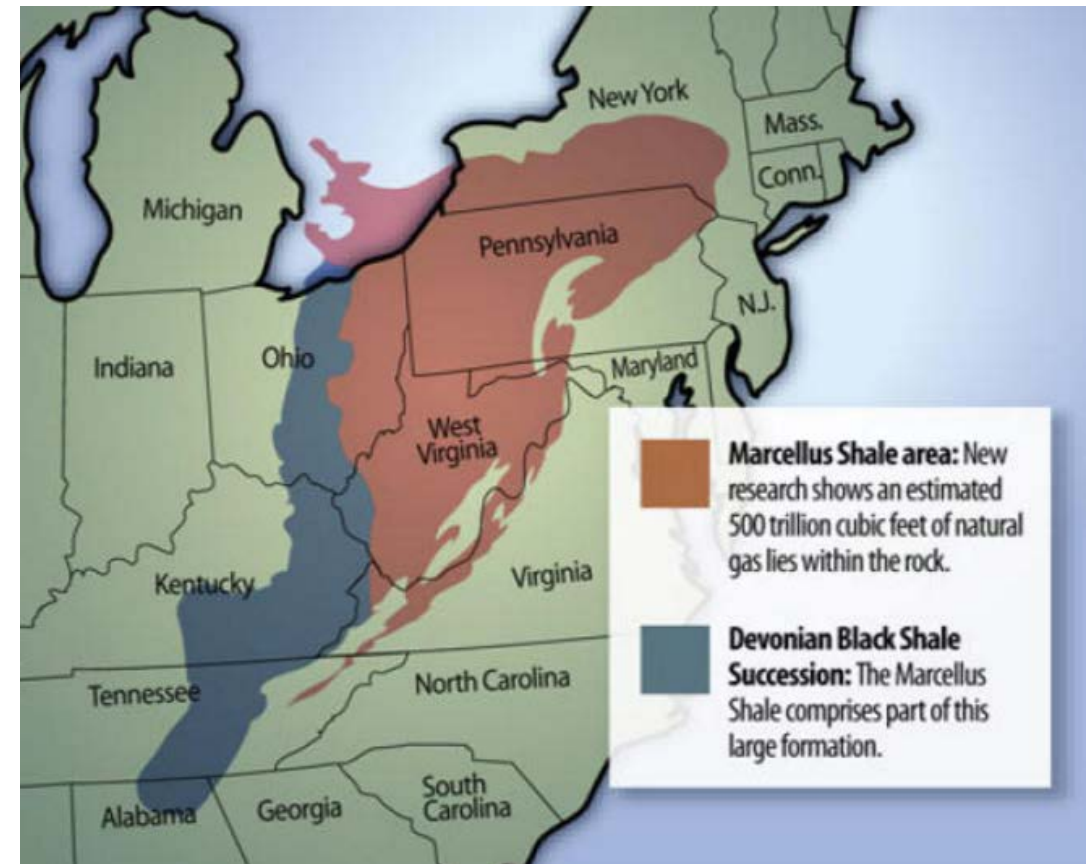 New York
Mass.
Conn.
Michigan
Pennsylvania
N.J.
Indiana
Ohio
Maryland
West
Virginia
Kentucky
Virginia
Tennessee
North Carolina
Alabama
Georgia
South
Carolina
Marcellus Shale area: New
research shows an estimated
500 trillion cubic feet of natural
gas lies within the rock.
Devonian Black Shale
Succession: The Marcellus
Shale comprises part of this
large formation.